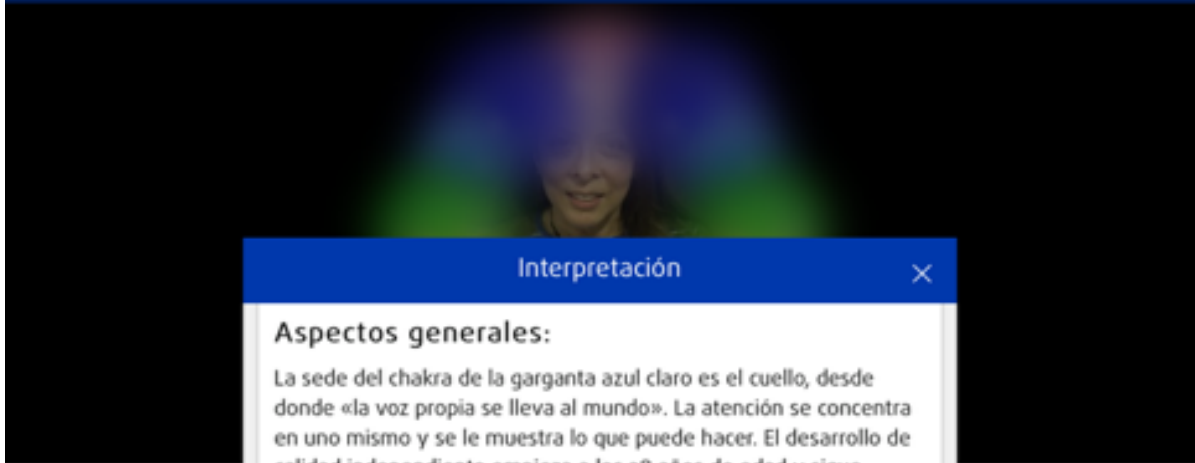 Interpretación
Aspectos generales:
La sede del chakra de la garganta azul claro es el cuello, desde
donde «la voz propia se lleva al mundo». La atención se concentra
en uno mismo y se le muestra lo que puede hacer. El desarrollo de